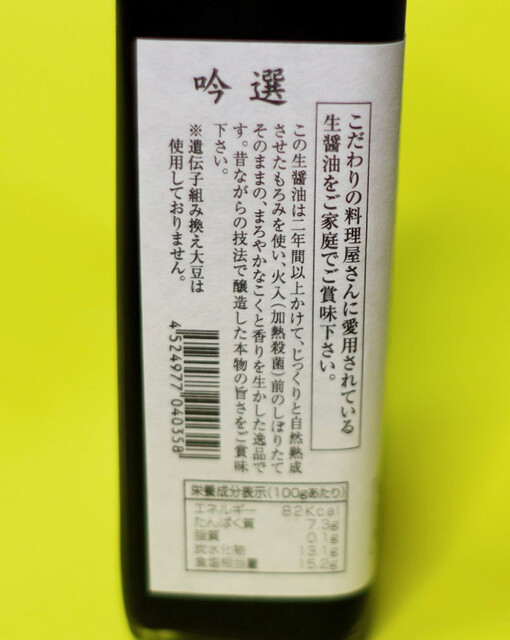 吟選
こだわりの料理屋さんに愛用されている
生醤油をご家庭でご賞味下さい。
この生醤油は二年間以上かけて、じっくりと自然熟成
させたもろみを使い、火入(加熱殺菌)前のしぼりたて
そのままの、まろやかなこくと香りを生かした逸品で
す。昔ながらの技法で醸造した本物の旨さをご賞味
下さい。
※遺伝子組み換え大豆は
使用しておりません。
4524977040358
栄養成分表示(100gあたり)
エネルギー 82Kcal
たんぱく質 7.3g
脂質 0.1g
炭水化物 13.1g
食塩相当量 15.2g